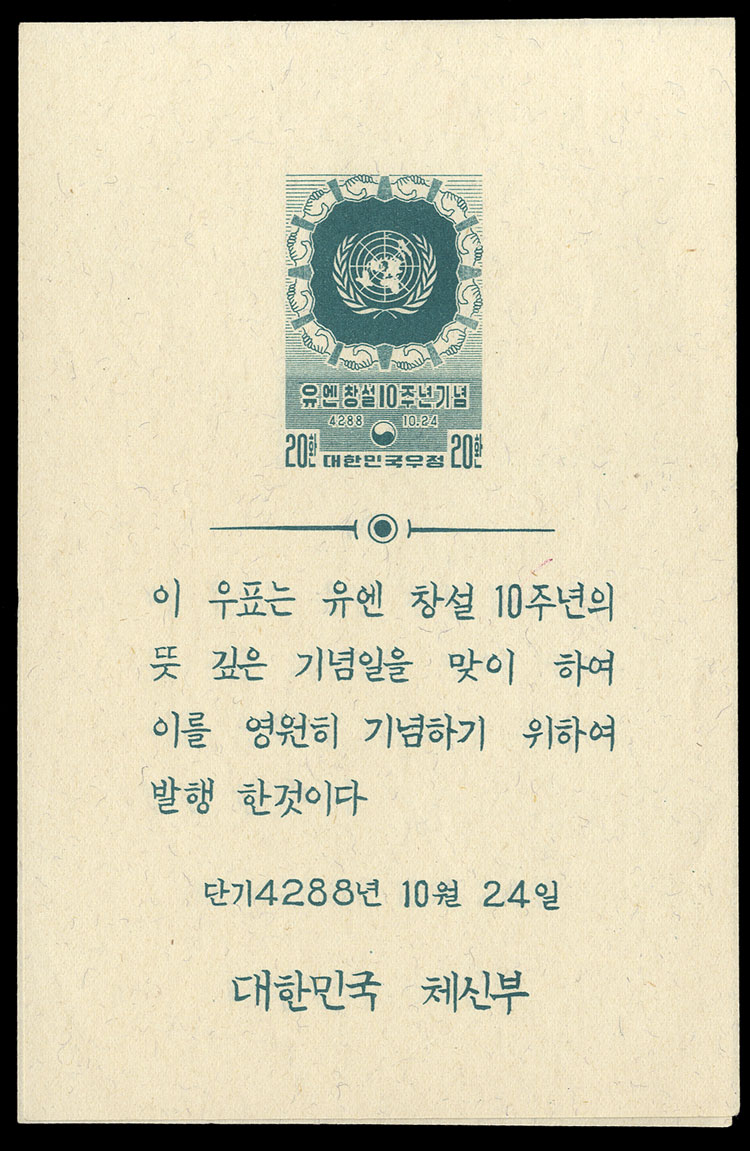 유엔창설10주년기념
4288 10.24
20환 대한민국우정 20환
이 우표는 유엔 창설 10주년의
뜻 깊은 기념일을 맞이 하여
이를 영원히 기념하기 위하여
발행 한것이다
단기4288년 10월 24일
대한민국 체신부